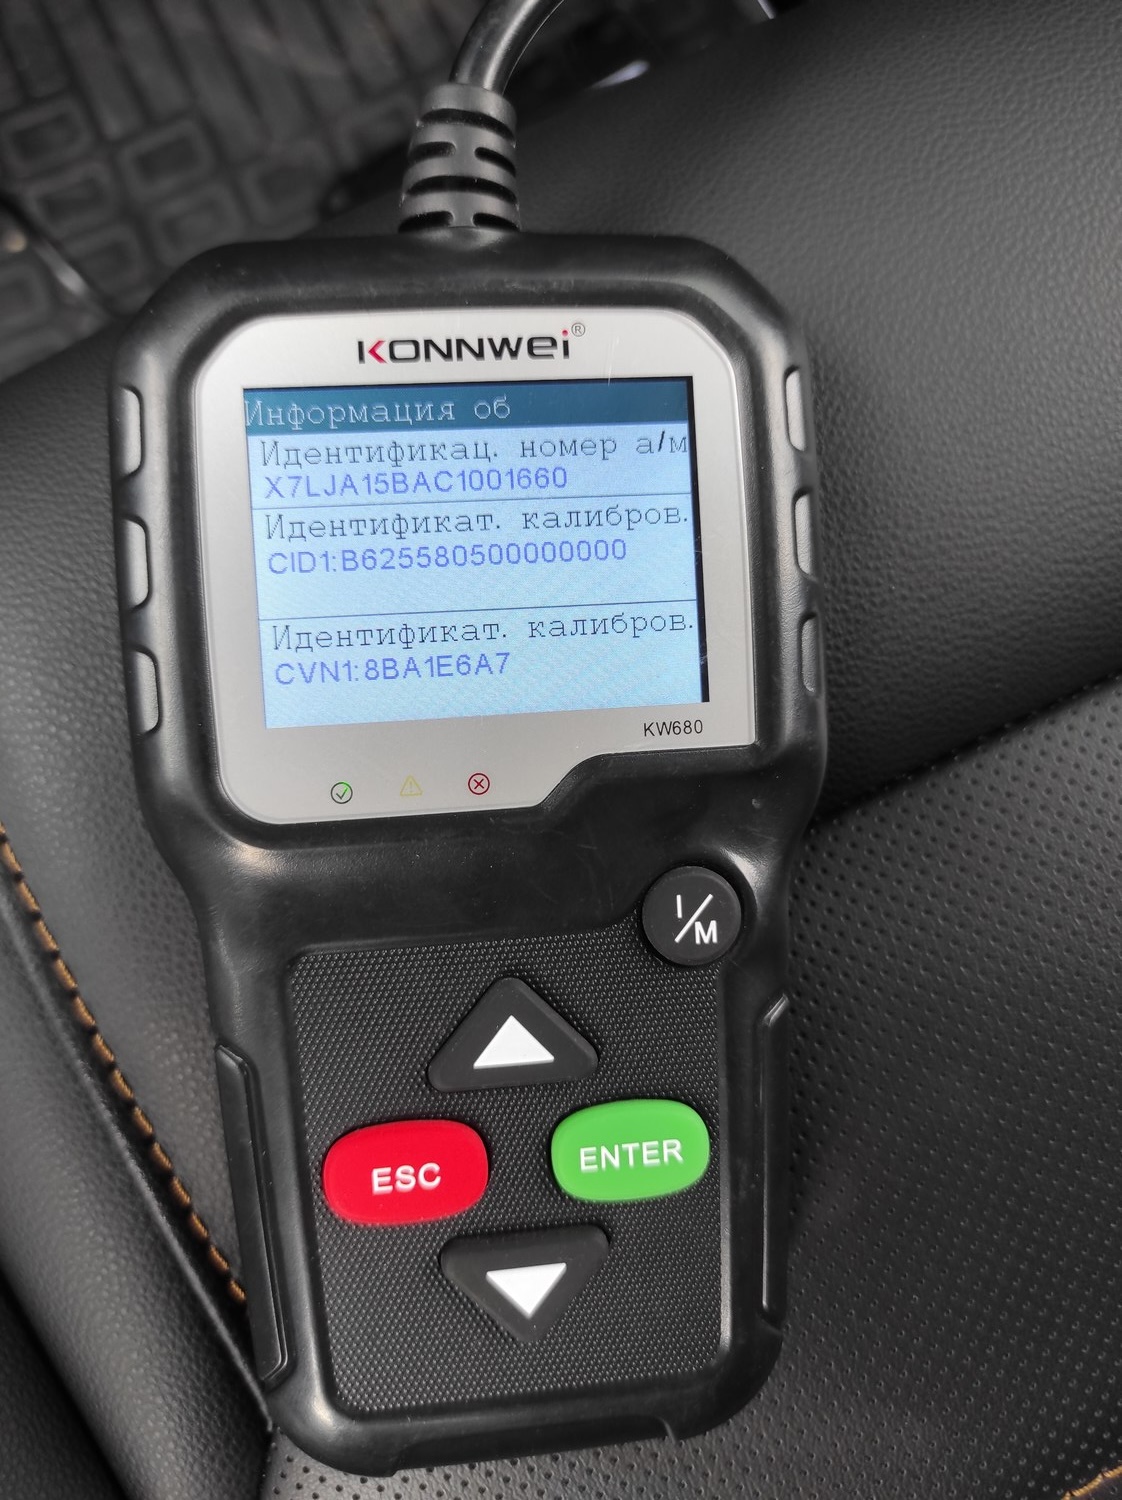 KONNWEI®
Информация об
Идентификац. номер а/м
X7LJA15BAC1001660
Идентификат. калибров.
CID1:B625580500000000
Идентификат. калибров.
CVN1:8BA1E6A7
KW680
I/M
ESC
ENTER